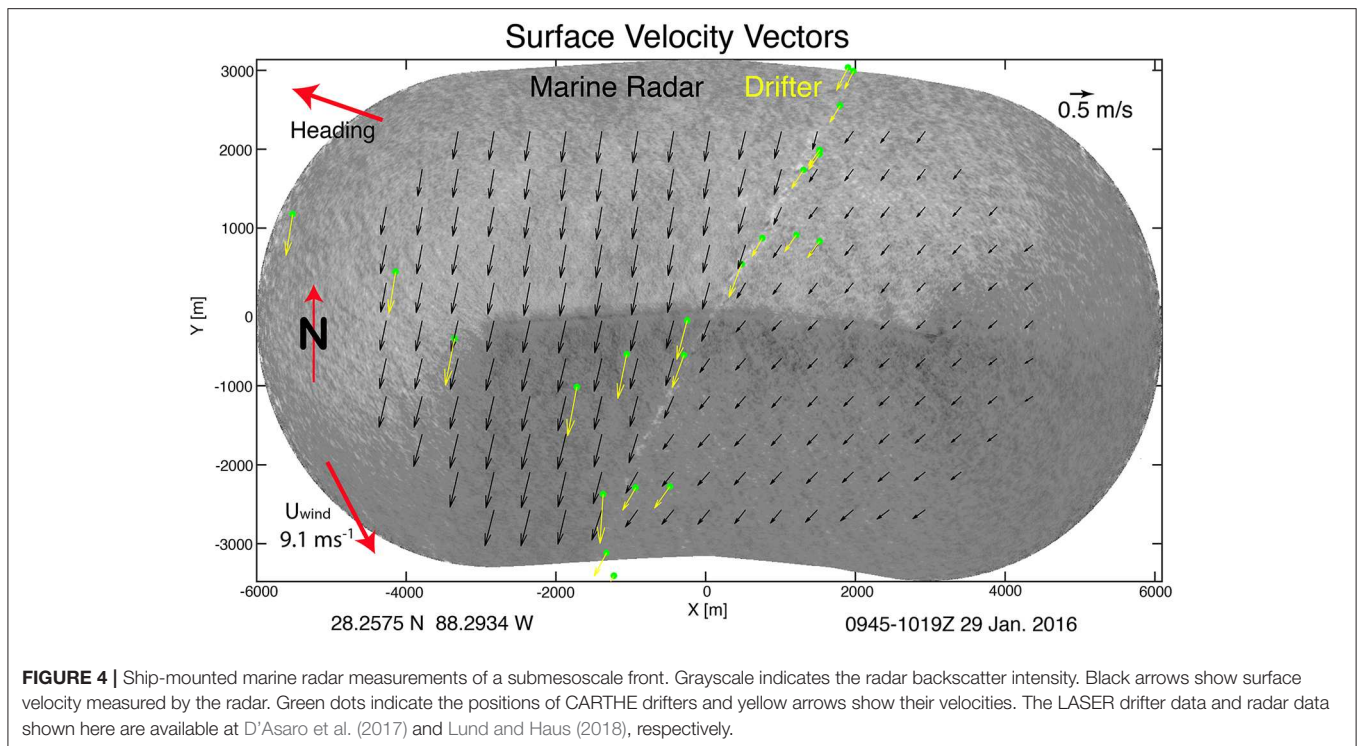 Surface Velocity Vectors
Marine Radar Drifter
0.5 m/s
Heading
N
Uwind
9.1 ms-1
Y [m]
3000
2000
1000
0
-1000
-2000
-3000
-6000 -4000 -2000 0 2000 4000 6000
X [m]
28.2575 N 88.2934 W 0945-1019Z 29 Jan. 2016
FIGURE 4 | Ship-mounted marine radar measurements of a submesoscale front. Grayscale indicates the radar backscatter intensity. Black arrows show surface
velocity measured by the radar. Green dots indicate the positions of CARTHE drifters and yellow arrows show their velocities. The LASER drifter data and radar data
shown here are available at D'Asaro et al. (2017) and Lund and Haus (2018), respectively.